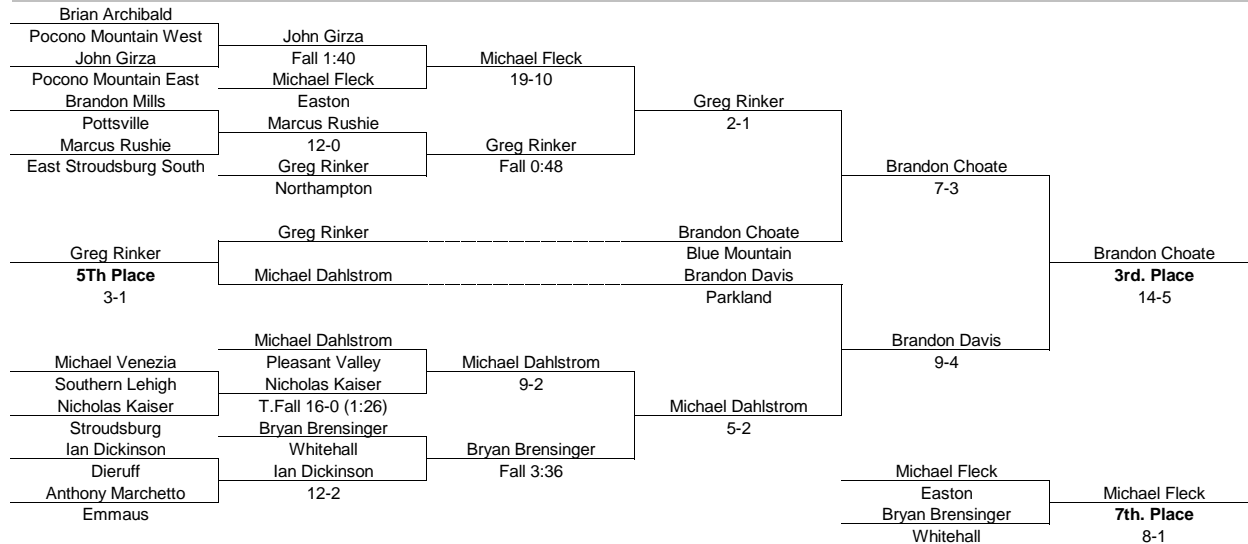 Brian Archibald
Pocono Mountain West
John Girza
Pocono Mountain East
Brandon Mills
Pottsville
Marcus Rushie
East Stroudsburg South
John Girza
Fall 1:40
Michael Fleck
Easton
Marcus Rushie
12-0
Greg Rinker
Northampton
Michael Fleck
19-10
Greg Rinker
Fall 0:48
Greg Rinker
2-1
Brandon Choate
7-3
Greg Rinker
5Th Place
3-1
Greg Rinker
Michael Dahlstrom
Brandon Choate
Blue Mountain
Brandon Davis
Parkland
Brandon Choate
3rd. Place
14-5
Michael Venezia
Southern Lehigh
Nicholas Kaiser
Stroudsburg
Ian Dickinson
Dieruff
Anthony Marchetto
Emmaus
Michael Dahlstrom
Pleasant Valley
Nicholas Kaiser
T.Fall 16-0 (1:26)
Bryan Brensinger
Whitehall
Ian Dickinson
12-2
Michael Dahlstrom
9-2
Bryan Brensinger
Fall 3:36
Michael Dahlstrom
5-2
Brandon Davis
9-4
Michael Fleck
Easton
Bryan Brensinger
Whitehall
Michael Fleck
7th. Place
8-1